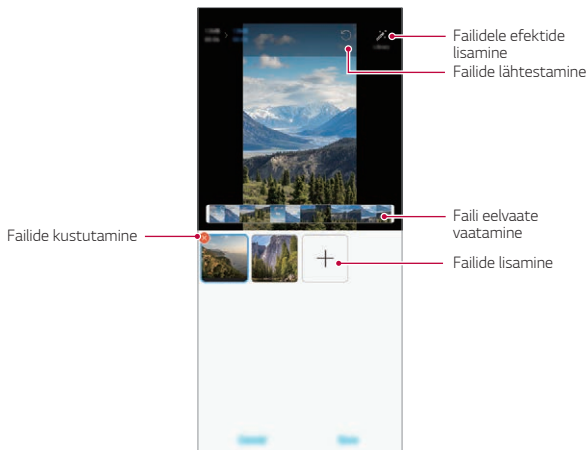 Failidele efektide
lisamine
Failide lähtestamine
Faili eelvaate
vaatamine
Failide kustutamine
Failide lisamine